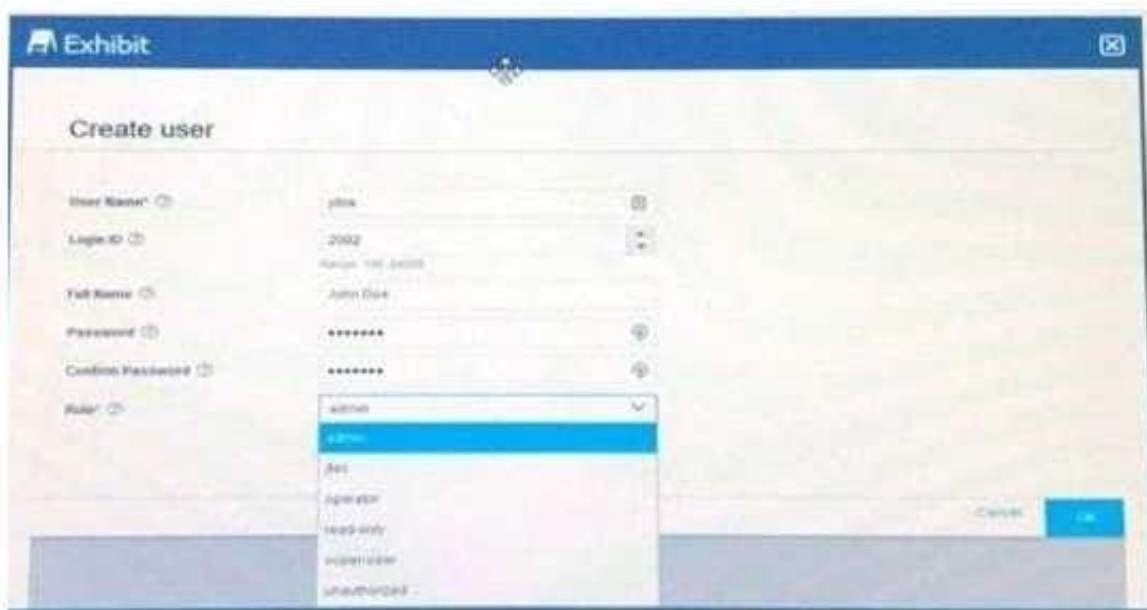 Exhibit
Create user
User Name*
Login ID
2002
Full Name
John Doe
Password
•••••••
Confirm Password
•••••••
Role*
admin
admin
operator
read-only
super-user
unauthorized
Cancel
OK